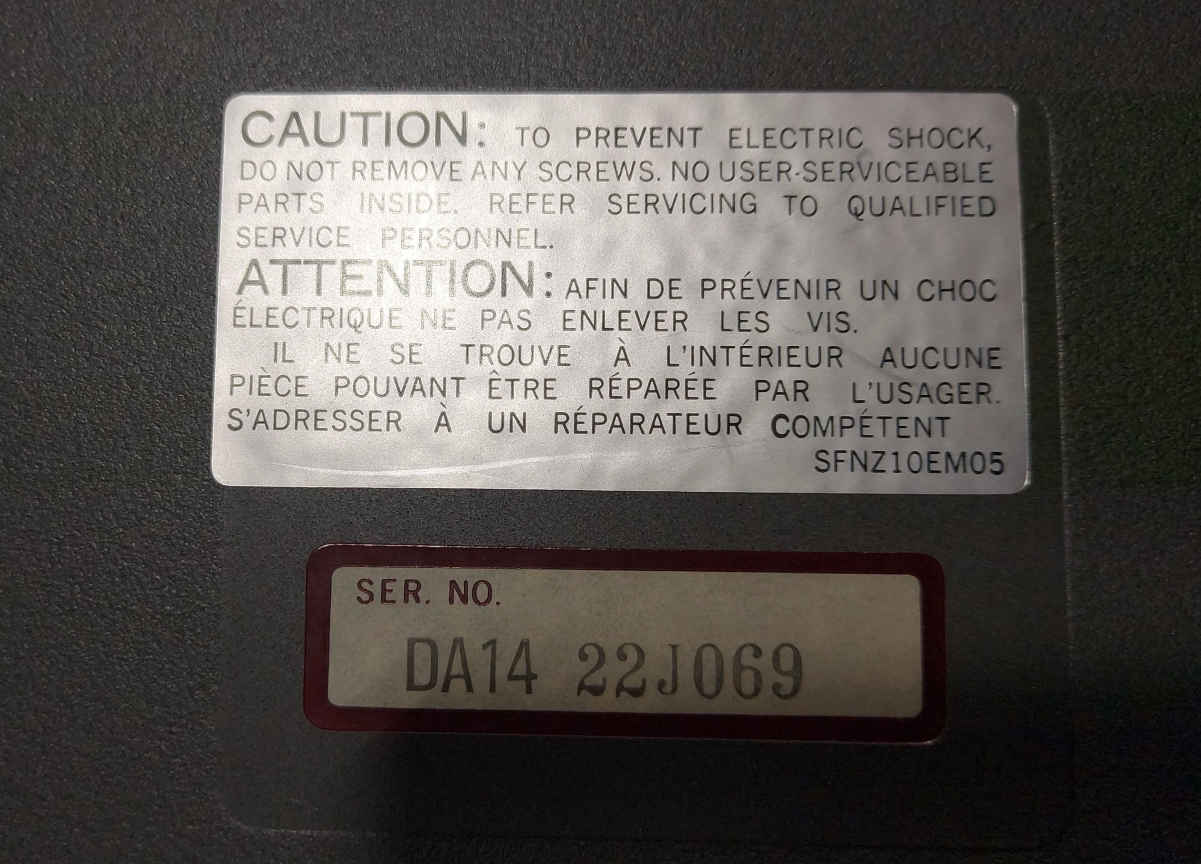 CAUTION: TO PREVENT ELECTRIC SHOCK,
DO NOT REMOVE ANY SCREWS. NO USER-SERVICEABLE
PARTS INSIDE. REFER SERVICING TO QUALIFIED
SERVICE PERSONNEL.
ATTENTION: AFIN DE PRÉVENIR UN CHOC
ÉLECTRIQUE NE PAS ENLEVER LES VIS.
IL NE SE TROUVE À L'INTÉRIEUR AUCUNE
PIÈCE POUVANT ÊTRE RÉPARÉE PAR L'USAGER.
S'ADRESSER À UN RÉPARATEUR COMPÉTENT
SFNZ10EM05
SER. NO.
DA14 22J069